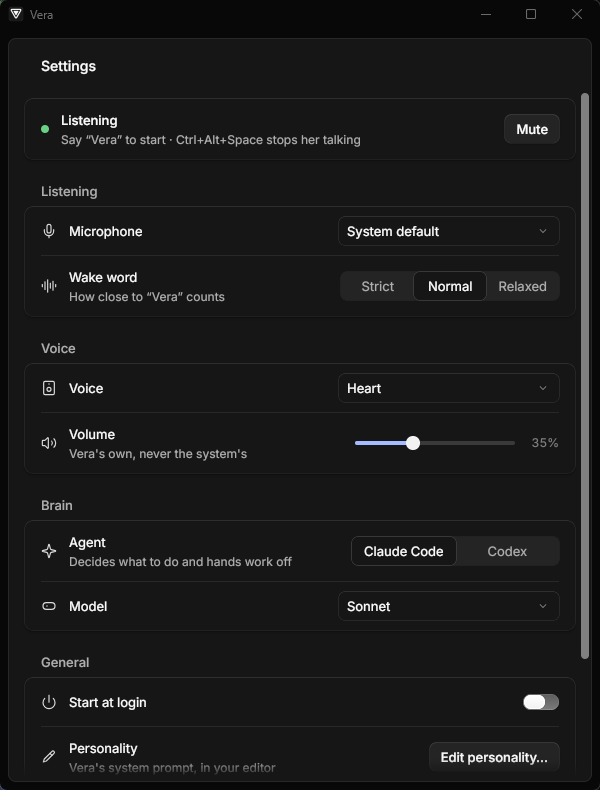 Vera
Settings
Listening
Say “Vera” to start · Ctrl+Alt+Space stops her talking
Mute
Listening
Microphone
System default
Wake word
How close to “Vera” counts
Strict
Normal
Relaxed
Voice
Voice
Heart
Volume
Vera's own, never the system's
35%
Brain
Agent
Decides what to do and hands work off
Claude Code
Codex
Model
Sonnet
General
Start at login
Personality
Vera's system prompt, in your editor
Edit personality...